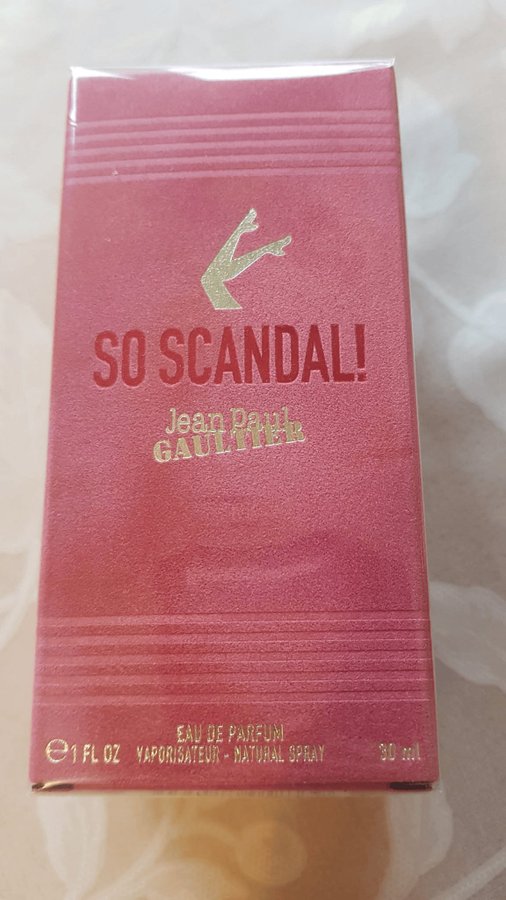 SO SCANDAL!
Jean Paul
GAULTIER
EAU DE PARFUM
℮ 1 FL OZ VAPORISATEUR - NATURAL SPRAY 30 ml